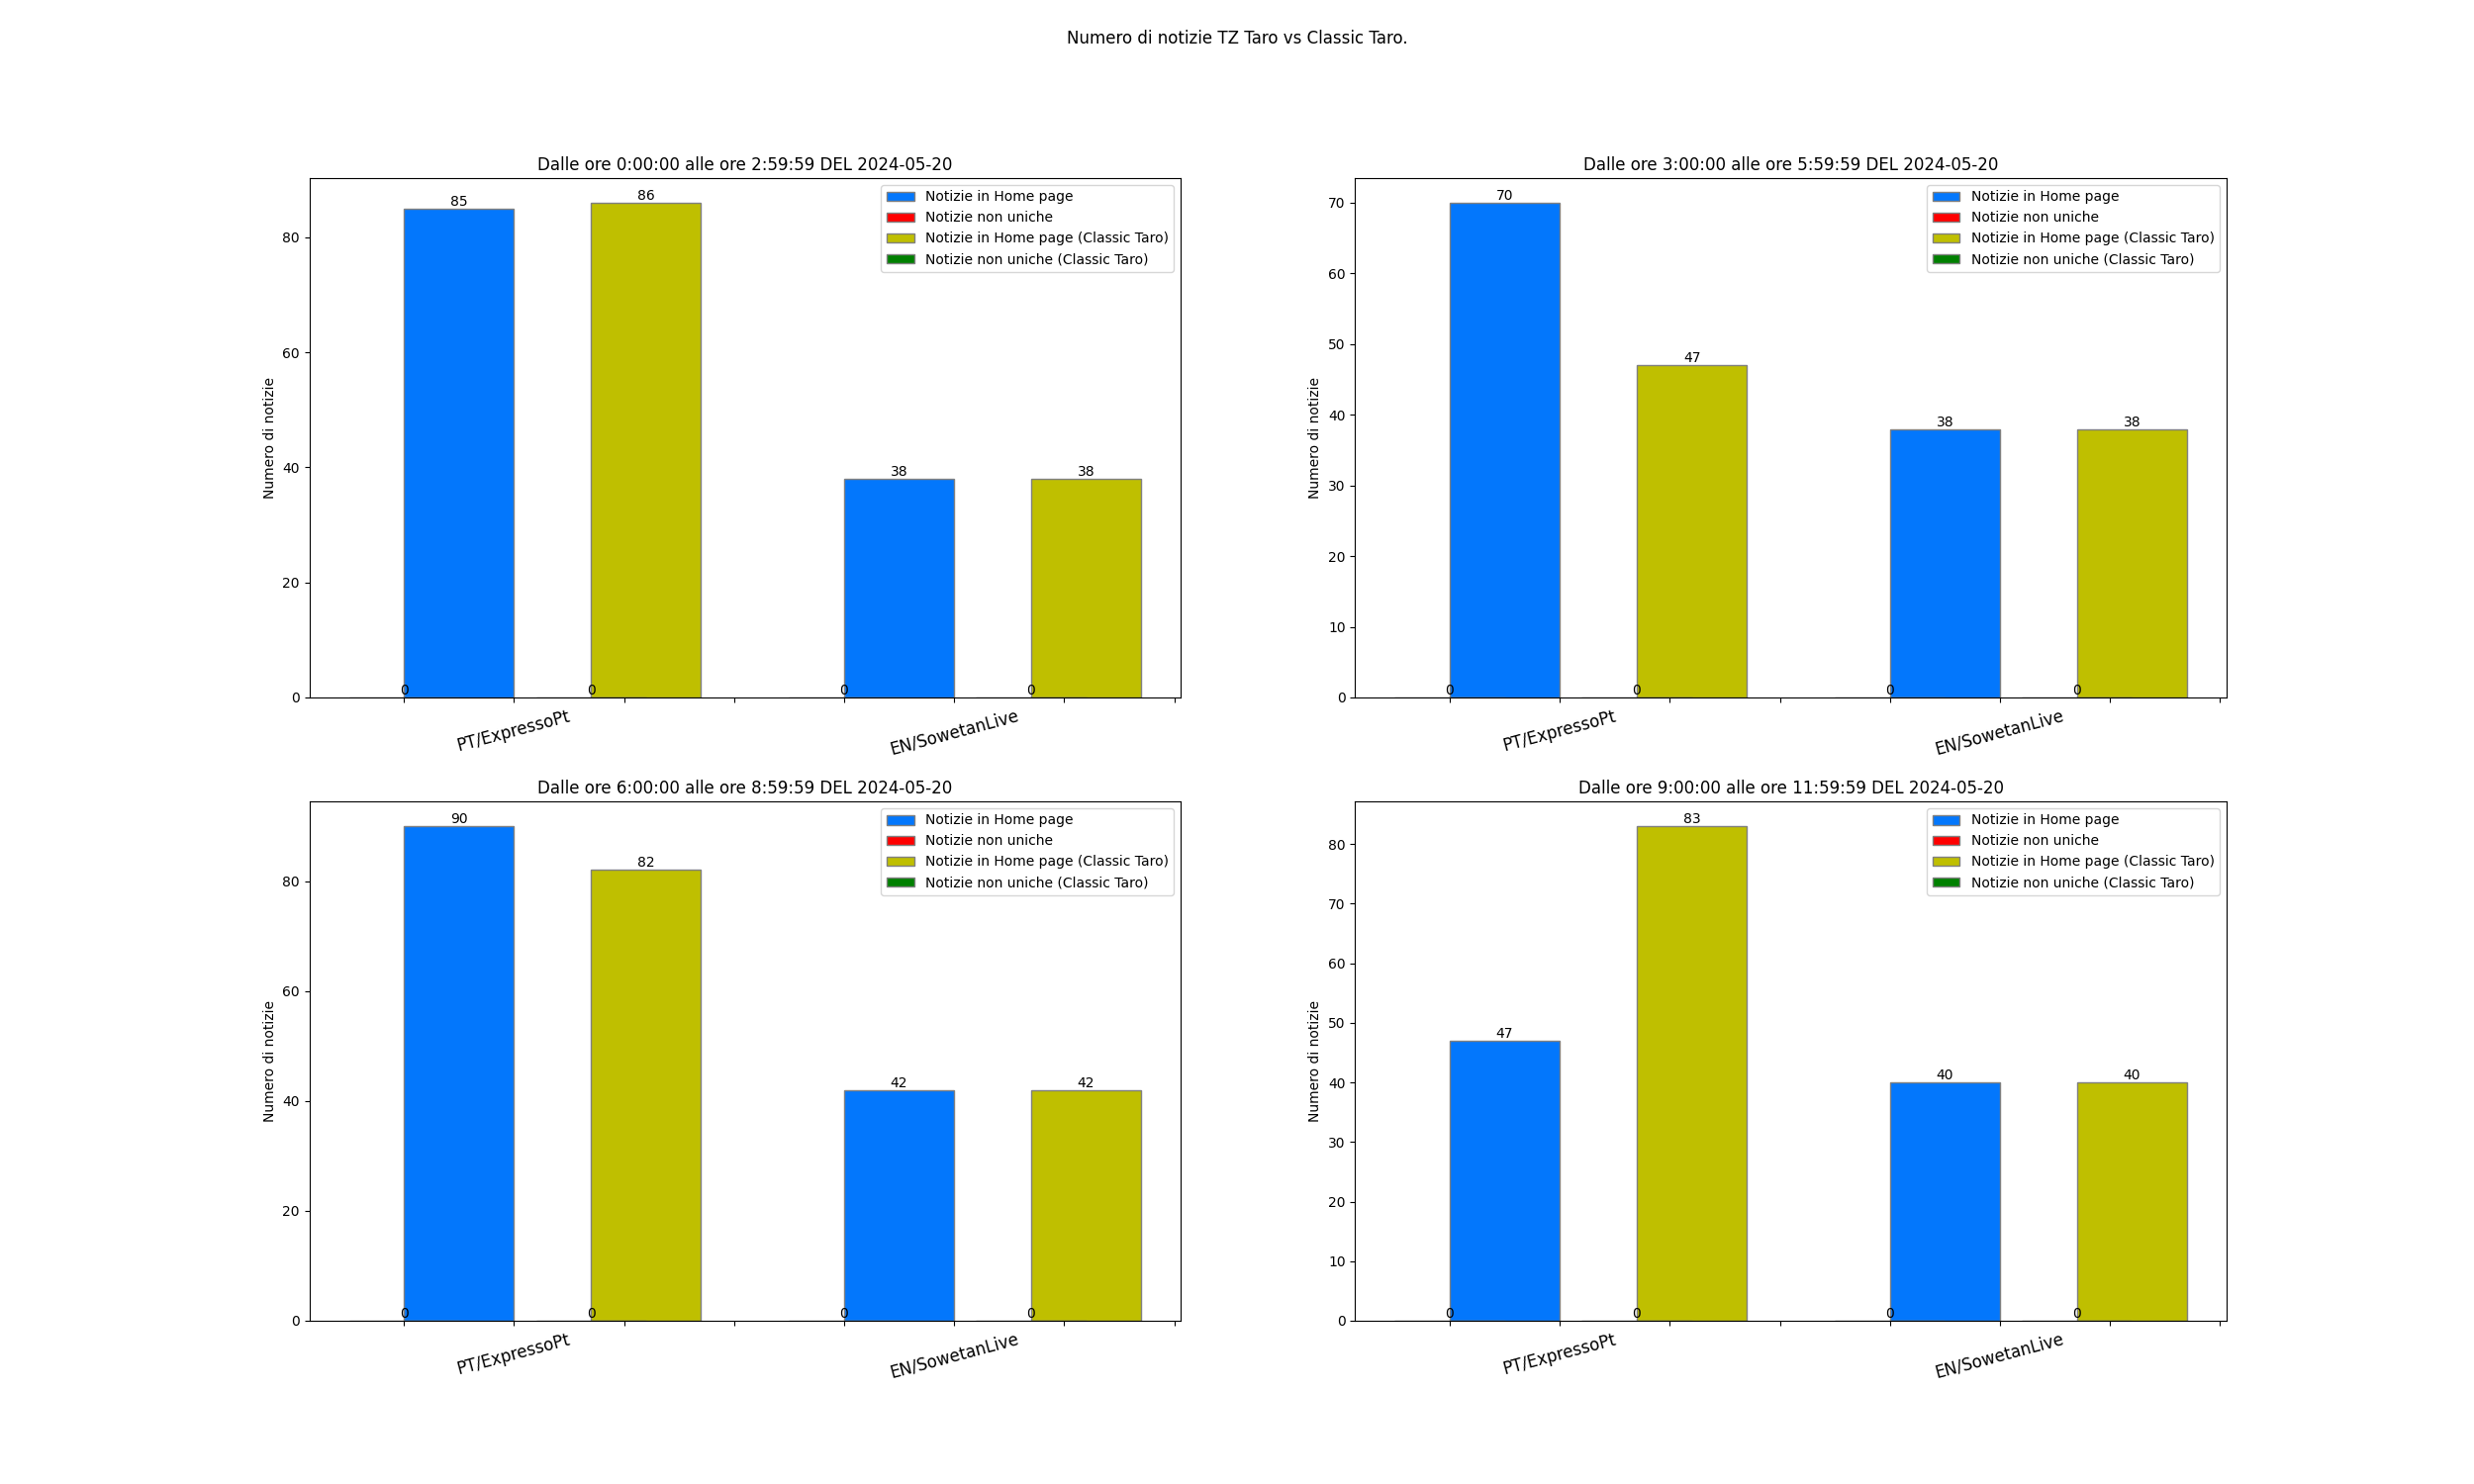 Numero di notizie TZ Taro vs Classic Taro.
Dalle ore 0:00:00 alle ore 2:59:59 DEL 2024-05-20
Numero di notizie
80
60
40
20
0
85
86
38
38
0
0
0
0
Notizie in Home page
Notizie non uniche
Notizie in Home page (Classic Taro)
Notizie non uniche (Classic Taro)
PT/ExpressoPt
EN/SowetanLive
Dalle ore 3:00:00 alle ore 5:59:59 DEL 2024-05-20
Numero di notizie
70
60
50
40
30
20
10
0
70
47
38
38
0
0
0
0
Notizie in Home page
Notizie non uniche
Notizie in Home page (Classic Taro)
Notizie non uniche (Classic Taro)
PT/ExpressoPt
EN/SowetanLive
Dalle ore 6:00:00 alle ore 8:59:59 DEL 2024-05-20
Numero di notizie
80
60
40
20
0
90
82
42
42
0
0
0
0
Notizie in Home page
Notizie non uniche
Notizie in Home page (Classic Taro)
Notizie non uniche (Classic Taro)
PT/ExpressoPt
EN/SowetanLive
Dalle ore 9:00:00 alle ore 11:59:59 DEL 2024-05-20
Numero di notizie
80
70
60
50
40
30
20
10
0
47
83
40
40
0
0
0
0
Notizie in Home page
Notizie non uniche
Notizie in Home page (Classic Taro)
Notizie non uniche (Classic Taro)
PT/ExpressoPt
EN/SowetanLive